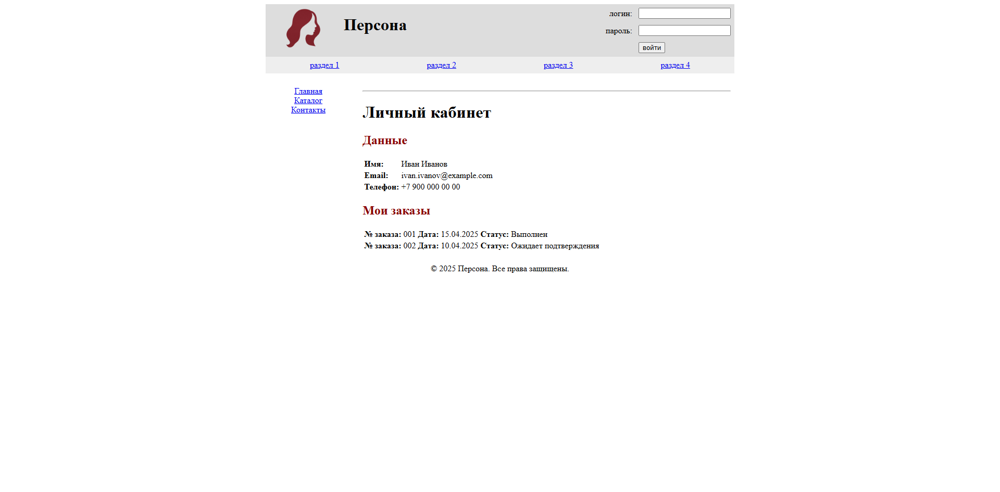 Персона
логин:
пароль:
войти
раздел 1 раздел 2 раздел 3 раздел 4
Главная
Каталог
Контакты
Личный кабинет
Данные
Имя: Иван Иванов
Email: ivan.ivanov@example.com
Телефон: +7 900 000 00 00
Мои заказы
№ заказа: 001 Дата: 15.04.2025 Статус: Выполнен
№ заказа: 002 Дата: 10.04.2025 Статус: Ожидает подтверждения
© 2025 Персона. Все права защищены.